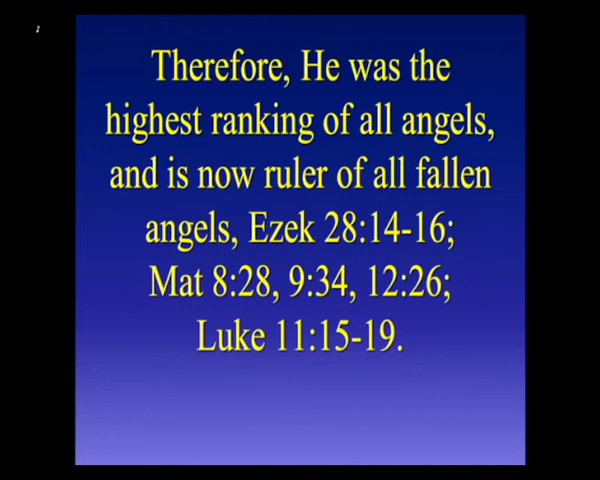 Therefore, He was the
highest ranking of all angels,
and is now ruler of all fallen
angels, Ezek 28:14-16;
Mat 8:28, 9:34, 12:26;
Luke 11:15-19.